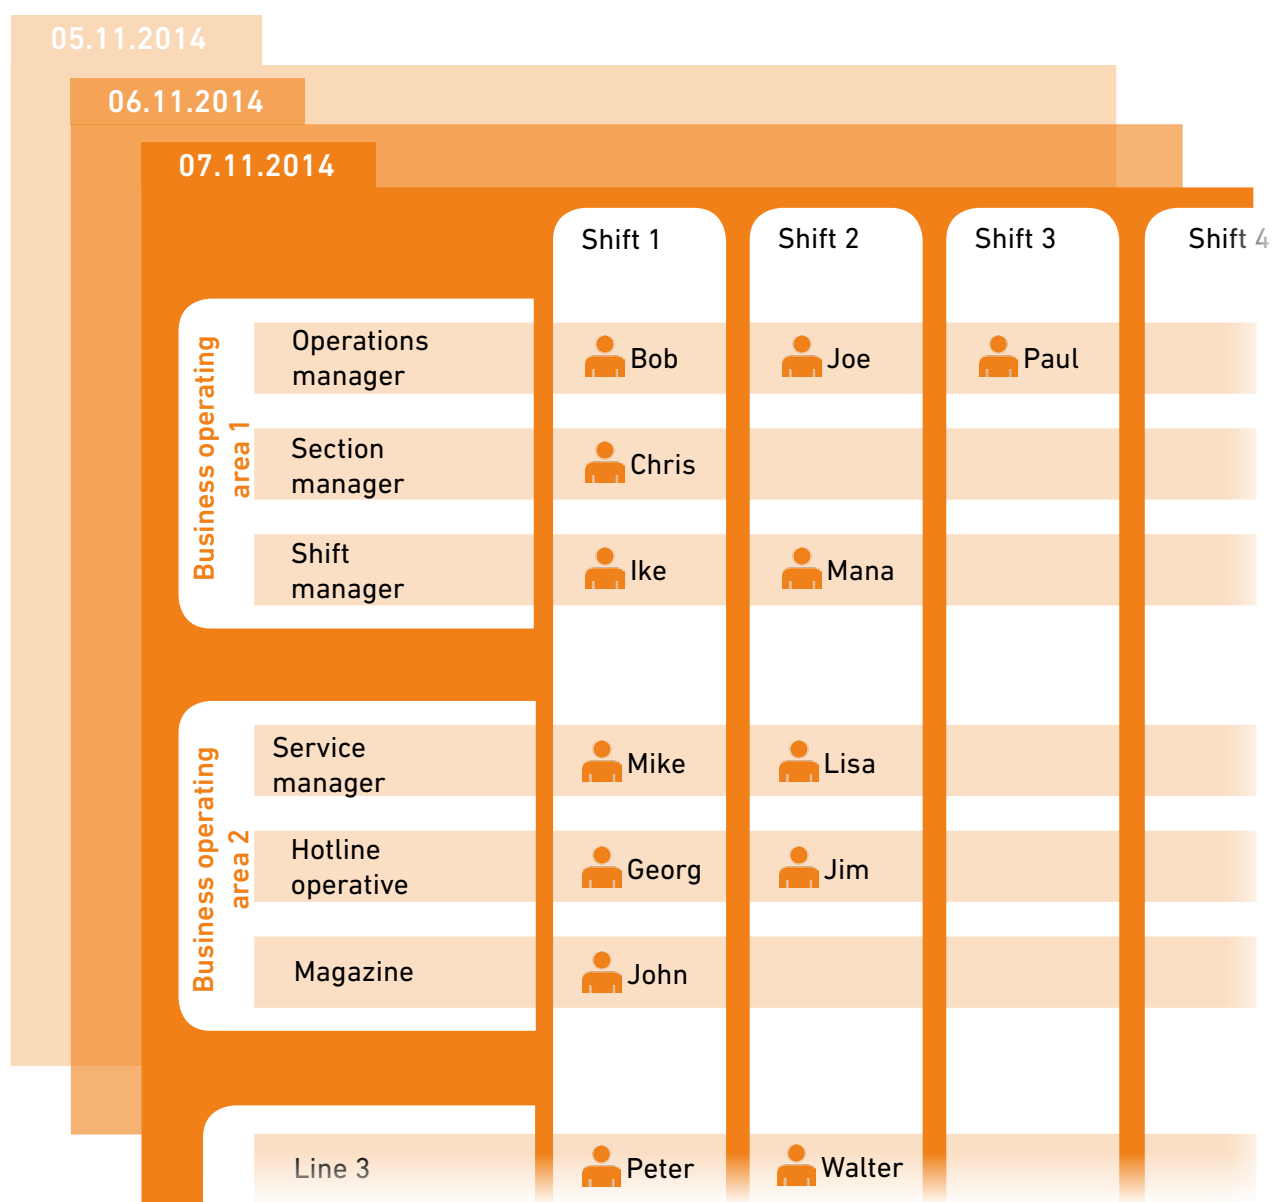 05.11.2014
06.11.2014
07.11.2014
Shift 1 Shift 2 Shift 3 Shift 4
Business operating
area 1
Operations
manager
Bob Joe Paul
Section
manager
Chris
Shift
manager
Ike Mana
Business operating
area 2
Service
manager
Mike Lisa
Hotline
operative
Georg Jim
Magazine
John
Line 3
Peter Walter